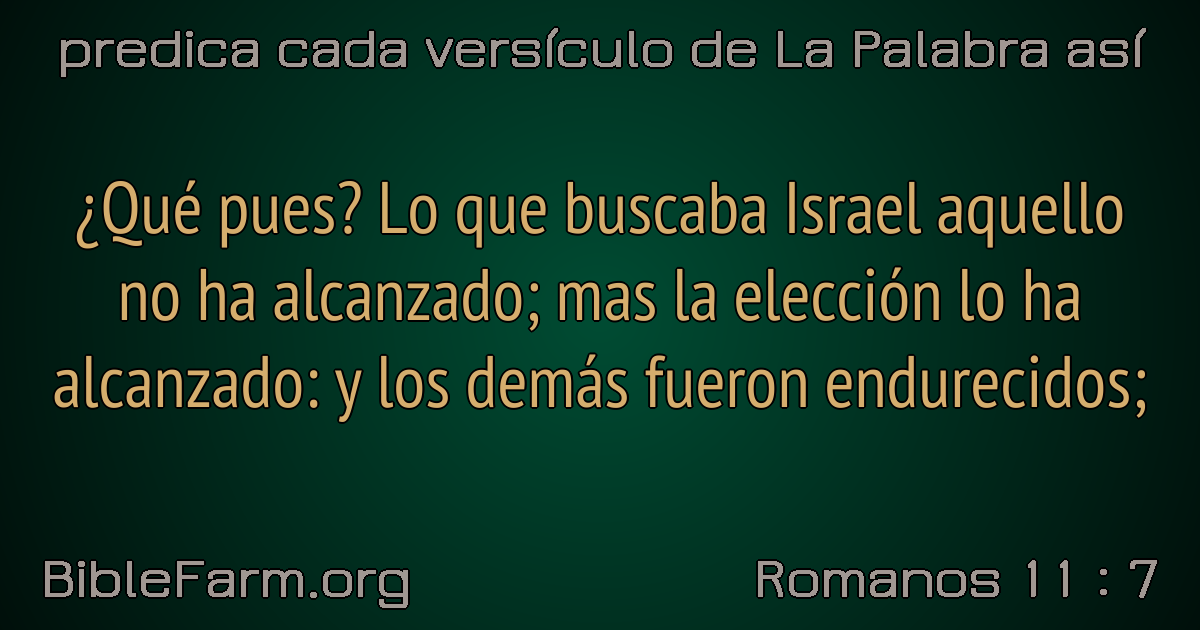 predica cada versículo de La Palabra así
¿Qué pues? Lo que buscaba Israel aquello
no ha alcanzado; mas la elección lo ha
alcanzado: y los demás fueron endurecidos;
BibleFarm.org
Romanos 11 : 7